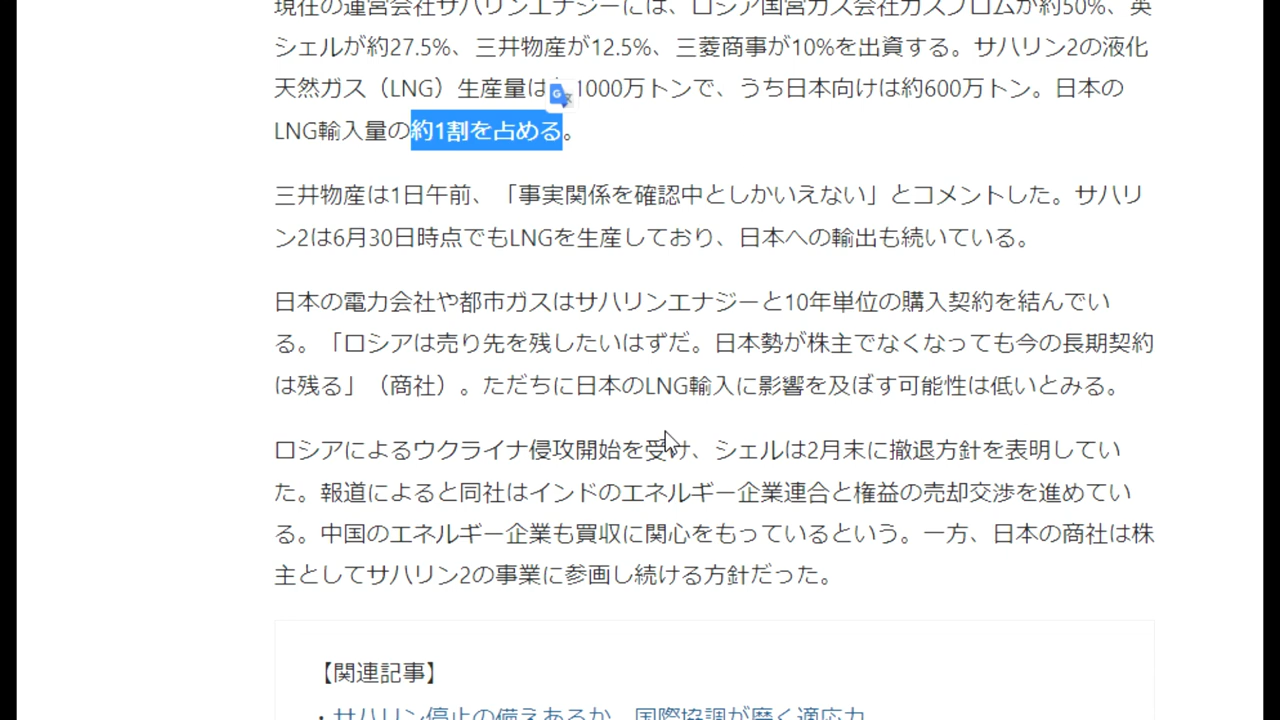 現在の運営会社サハリンエナジーには、ロシア国営ガス会社ガスプロムが約50%、英
シェルが約27.5%、三井物産が12.5%、三菱商事が10%を出資する。サハリン2の液化
天然ガス（LNG）生産量は 1000万トンで、うち日本向けは約600万トン。日本の
LNG輸入量の約1割を占める。
三井物産は1日午前、「事実関係を確認中としかいえない」とコメントした。サハリ
ン2は6月30日時点でもLNGを生産しており、日本への輸出も続いている。
日本の電力会社や都市ガスはサハリンエナジーと10年単位の購入契約を結んでい
る。「ロシアは売り先を残したいはずだ。日本勢が株主でなくなっても今の長期契約
は残る」（商社）。ただちに日本のLNG輸入に影響を及ぼす可能性は低いとみる。
ロシアによるウクライナ侵攻開始を受け、シェルは2月末に撤退方針を表明してい
た。報道によると同社はインドのエネルギー企業連合と権益の売却交渉を進めてい
る。中国のエネルギー企業も買収に関心をもっているという。一方、日本の商社は株
主としてサハリン2の事業に参画し続ける方針だった。
【関連記事】
・サハリン停止の備えあるか 国際協調が磨く適応力